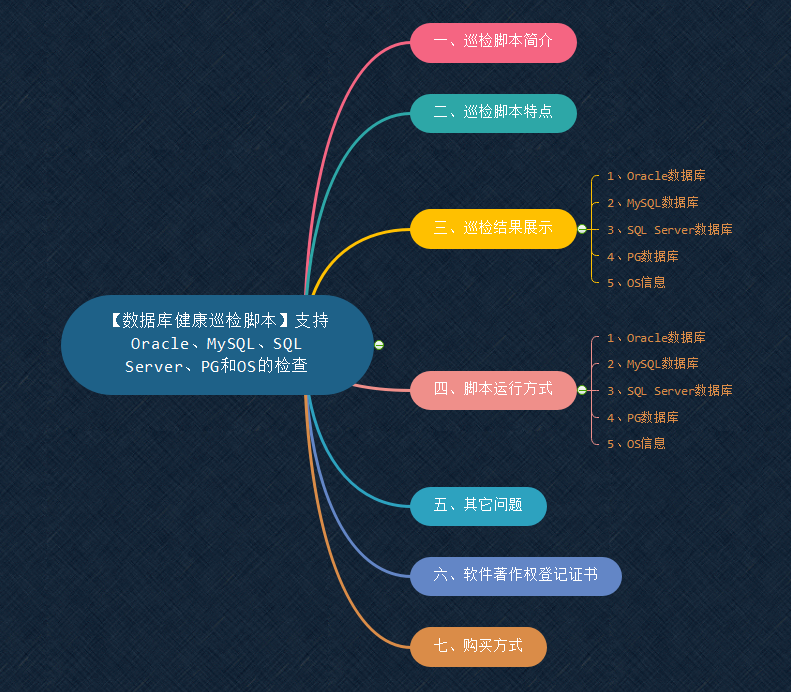 一、巡检脚本简介
二、巡检脚本特点
三、巡检结果展示
1、Oracle数据库
2、MySQL数据库
3、SQL Server数据库
4、PG数据库
5、OS信息
【数据库健康巡检脚本】支持
Oracle、MySQL、SQL
Server、PG和OS的检查
四、脚本运行方式
1、Oracle数据库
2、MySQL数据库
3、SQL Server数据库
4、PG数据库
5、OS信息
五、其它问题
六、软件著作权登记证书
七、购买方式